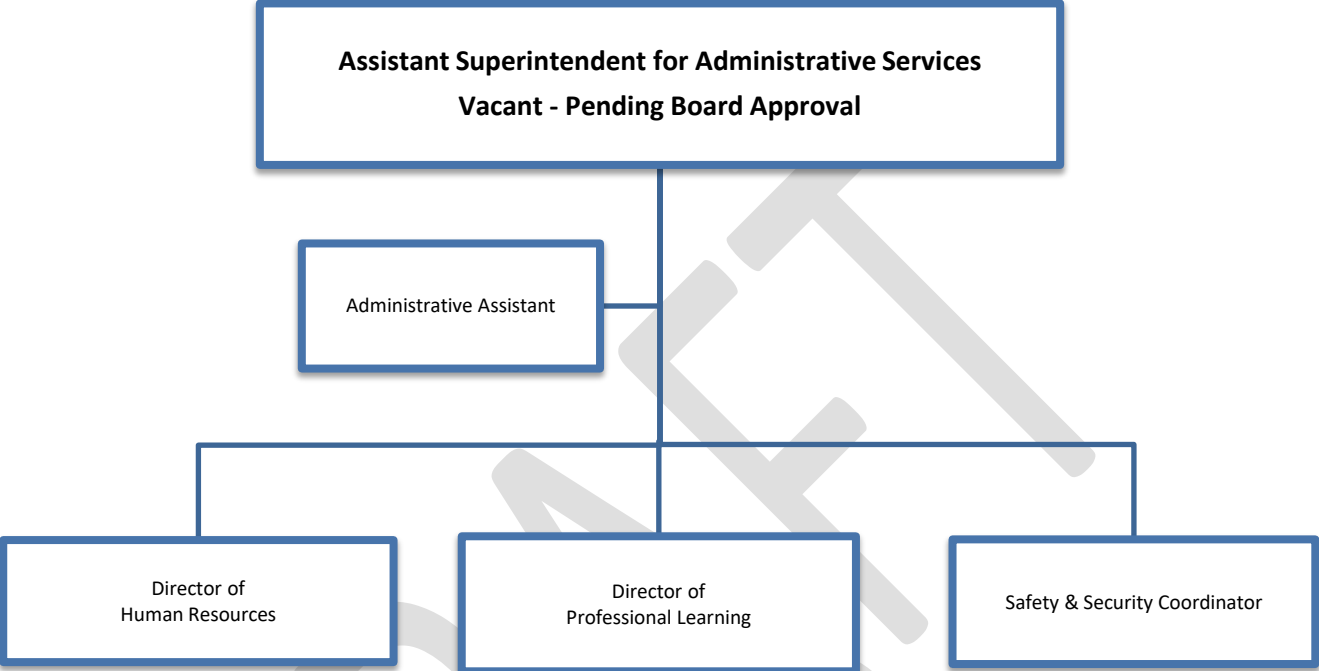 Assistant Superintendent for Administrative Services
Vacant - Pending Board Approval
Administrative Assistant
Director of
Human Resources
Director of
Professional Learning
Safety & Security Coordinator
DRAFT